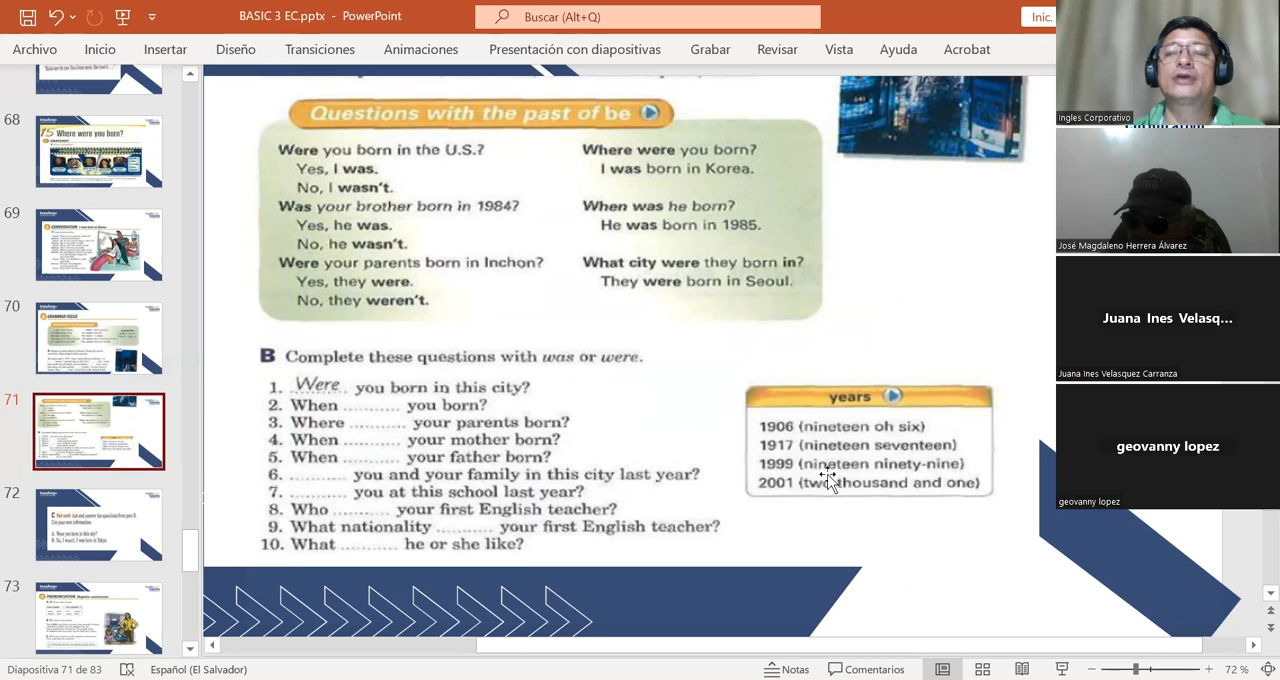 BASIC 3 EC.pptx - PowerPoint
Buscar (Alt+Q)
Inic.
Archivo Inicio Insertar Diseño Transiciones Animaciones Presentación con diapositivas Grabar Revisar Vista Ayuda Acrobat
68
15 Where were you born?
69
70
71
72
73
Questions with the past of be
Were you born in the U.S.?
Yes, I was.
No, I wasn't.
Was your brother born in 1984?
Yes, he was.
No, he wasn't.
Were your parents born in Inchon?
Yes, they were.
No, they weren't.
Where were you born?
I was born in Korea.
When was he born?
He was born in 1985.
What city were they born in?
They were born in Seoul.
B Complete these questions with was or were.
1. Were you born in this city?
2. When .......... you born?
3. Where .......... your parents born?
4. When .......... your mother born?
5. When .......... your father born?
6. .......... you and your family in this city last year?
7. .......... you at this school last year?
8. Who .......... your first English teacher?
9. What nationality .......... your first English teacher?
10. What .......... he or she like?
years
1906 (nineteen oh six)
1917 (nineteen seventeen)
1999 (nineteen ninety-nine)
2001 (two thousand and one)
Ingles Corporativo
José Magdaleno Herrera Álvarez
Juana Ines Velasq...
Juana Ines Velasquez Carranza
geovanny lopez
geovanny lopez
Diapositiva 71 de 83
Español (El Salvador)
Notas
Comentarios
72 %